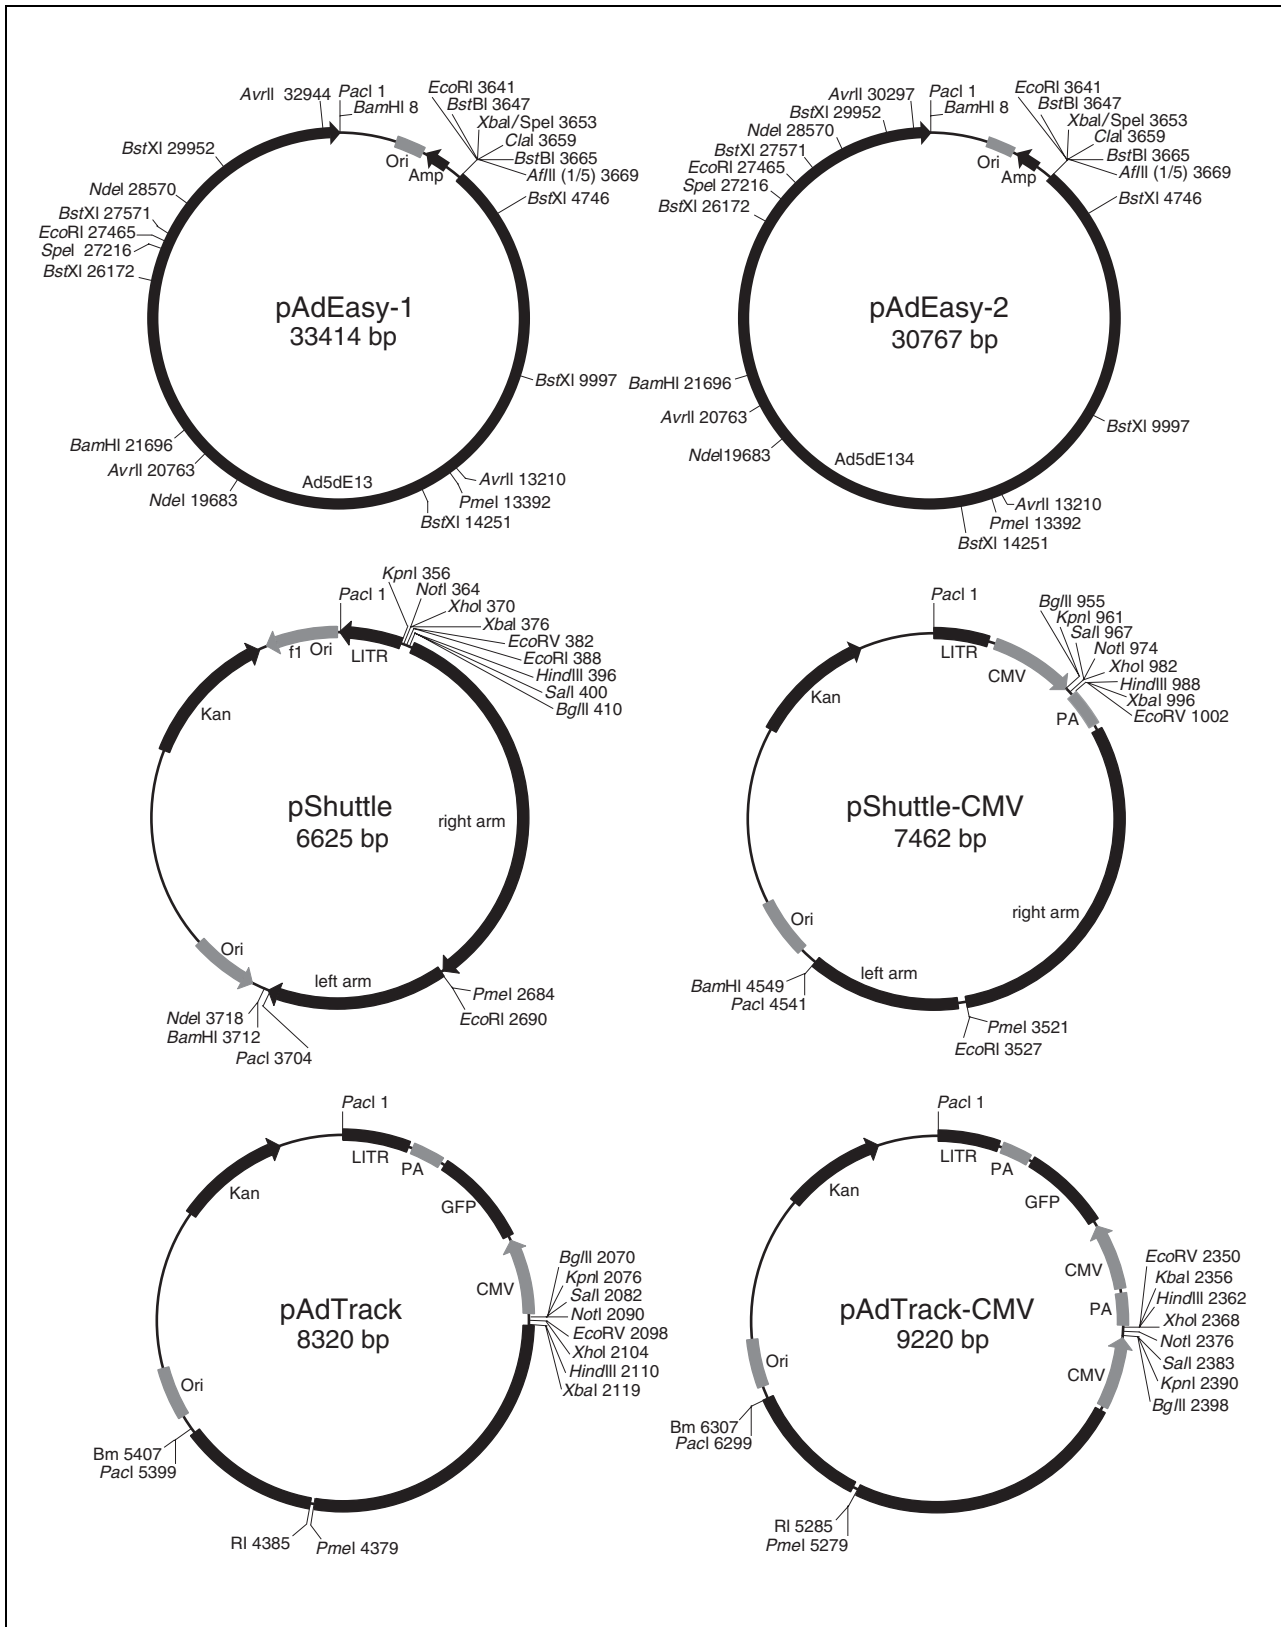 AvrII 32944
PacI 1
BamHI 8
EcoRI 3641
BstBI 3647
XbaI/SpeI 3653
ClaI 3659
BstBI 3665
AflII (1/5) 3669
BstXI 4746
Ori
Amp
BstXI 29952
NdeI 28570
BstXI 27571
EcoRI 27465
SpeI 27216
BstXI 26172
pAdEasy-1
33414 bp
BstXI 9997
BamHI 21696
AvrII 20763
NdeI 19683
Ad5dE13
AvrII 13210
PmeI 13392
BstXI 14251
AvrII 30297
PacI 1
BamHI 8
EcoRI 3641
BstBI 3647
XbaI/SpeI 3653
ClaI 3659
BstBI 3665
AflII (1/5) 3669
BstXI 4746
Ori
Amp
BstXI 29952
NdeI 28570
BstXI 27571
EcoRI 27465
SpeI 27216
BstXI 26172
pAdEasy-2
30767 bp
BamHI 21696
AvrII 20763
NdeI19683
Ad5dE134
BstXI 9997
AvrII 13210
PmeI 13392
BstXI 14251
PacI 1
KpnI 356
NotI 364
XhoI 370
XbaI 376
EcoRV 382
EcoRI 388
HindIII 396
SalI 400
BglII 410
f1 Ori
LITR
Kan
pShuttle
6625 bp
right arm
Ori
left arm
PmeI 2684
EcoRI 2690
NdeI 3718
BamHI 3712
PacI 3704
PacI 1
BglII 955
KpnI 961
SalI 967
NotI 974
XhoI 982
HindIII 988
XbaI 996
EcoRV 1002
LITR
CMV
PA
Kan
pShuttle-CMV
7462 bp
right arm
Ori
left arm
BamHI 4549
PacI 4541
PmeI 3521
EcoRI 3527
PacI 1
LITR
PA
GFP
Kan
CMV
BglII 2070
KpnI 2076
SalI 2082
NotI 2090
EcoRV 2098
XhoI 2104
HindIII 2110
XbaI 2119
pAdTrack
8320 bp
Ori
Bm 5407
PacI 5399
RI 4385
PmeI 4379
PacI 1
LITR
PA
GFP
Kan
CMV
PA
CMV
EcoRV 2350
KbaI 2356
HindIII 2362
XhoI 2368
NotI 2376
SalI 2383
KpnI 2390
BglII 2398
pAdTrack-CMV
9220 bp
Ori
Bm 6307
PacI 6299
RI 5285
PmeI 5279